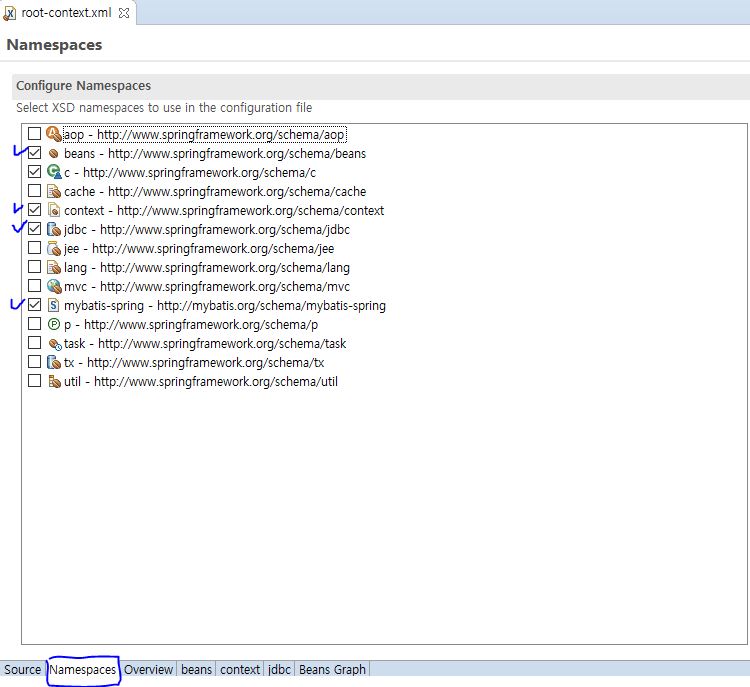 root-context.xml
Namespaces
Configure Namespaces
Select XSD namespaces to use in the configuration file
aop - http://www.springframework.org/schema/aop
beans - http://www.springframework.org/schema/beans
c - http://www.springframework.org/schema/c
cache - http://www.springframework.org/schema/cache
context - http://www.springframework.org/schema/context
jdbc - http://www.springframework.org/schema/jdbc
jee - http://www.springframework.org/schema/jee
lang - http://www.springframework.org/schema/lang
mvc - http://www.springframework.org/schema/mvc
mybatis-spring - http://mybatis.org/schema/mybatis-spring
p - http://www.springframework.org/schema/p
task - http://www.springframework.org/schema/task
tx - http://www.springframework.org/schema/tx
util - http://www.springframework.org/schema/util
Source Namespaces Overview beans context jdbc Beans Graph